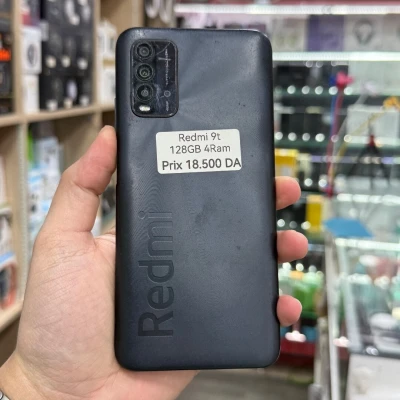 Redmi 9t
128GB 4Ram
Prix 18.500 DA
Redmi